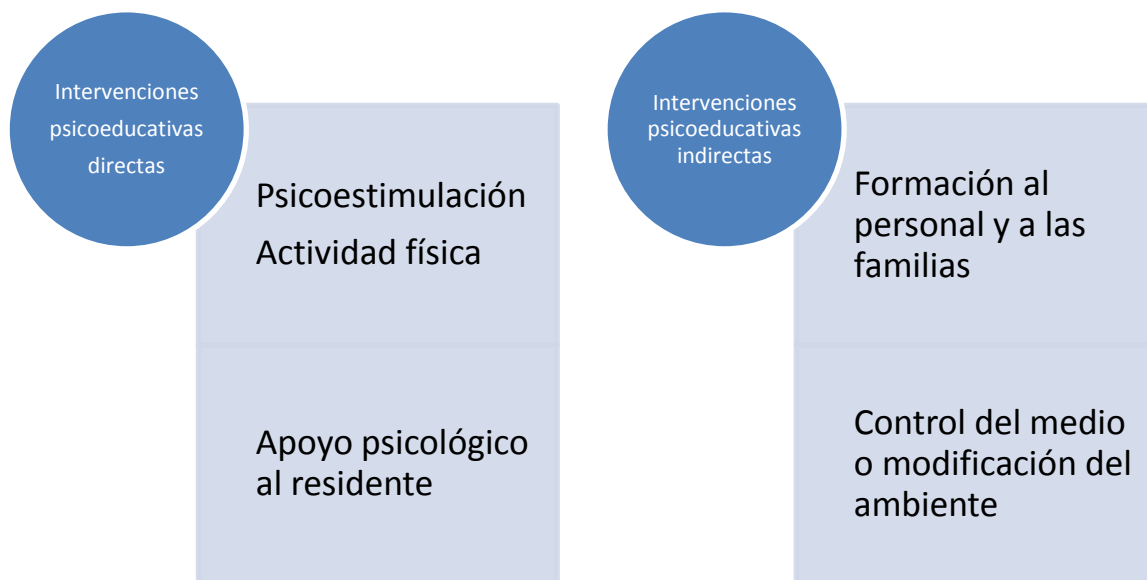 Intervenciones
psicoeducativas
directas
Psicoestimulación
Actividad física
Apoyo psicológico
al residente
Intervenciones
psicoeducativas
indirectas
Formación al
personal y a las
familias
Control del medio
o modificación del
ambiente